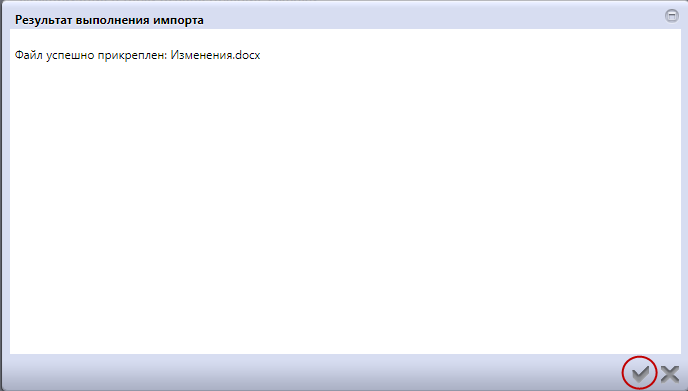 Результат выполнения импорта
Файл успешно прикреплен: Изменения.docx